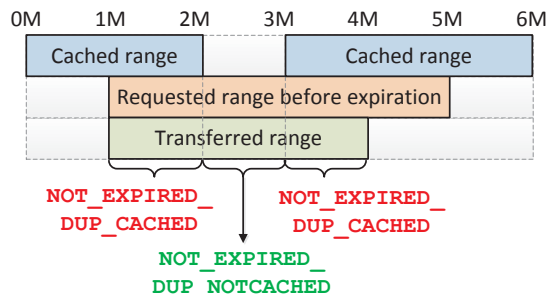 0M 1M 2M 3M 4M 5M 6M
Cached range Cached range
Requested range before expiration
Transferred range
NOT_EXPIRED_ NOT_EXPIRED_
DUP_CACHED DUP_CACHED
NOT_EXPIRED_
DUP_NOTCACHED